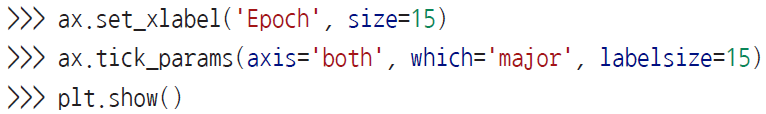 >>> ax.set_xlabel('Epoch', size=15)
>>> ax.tick_params(axis='both', which='major', labelsize=15)
>>> plt.show()